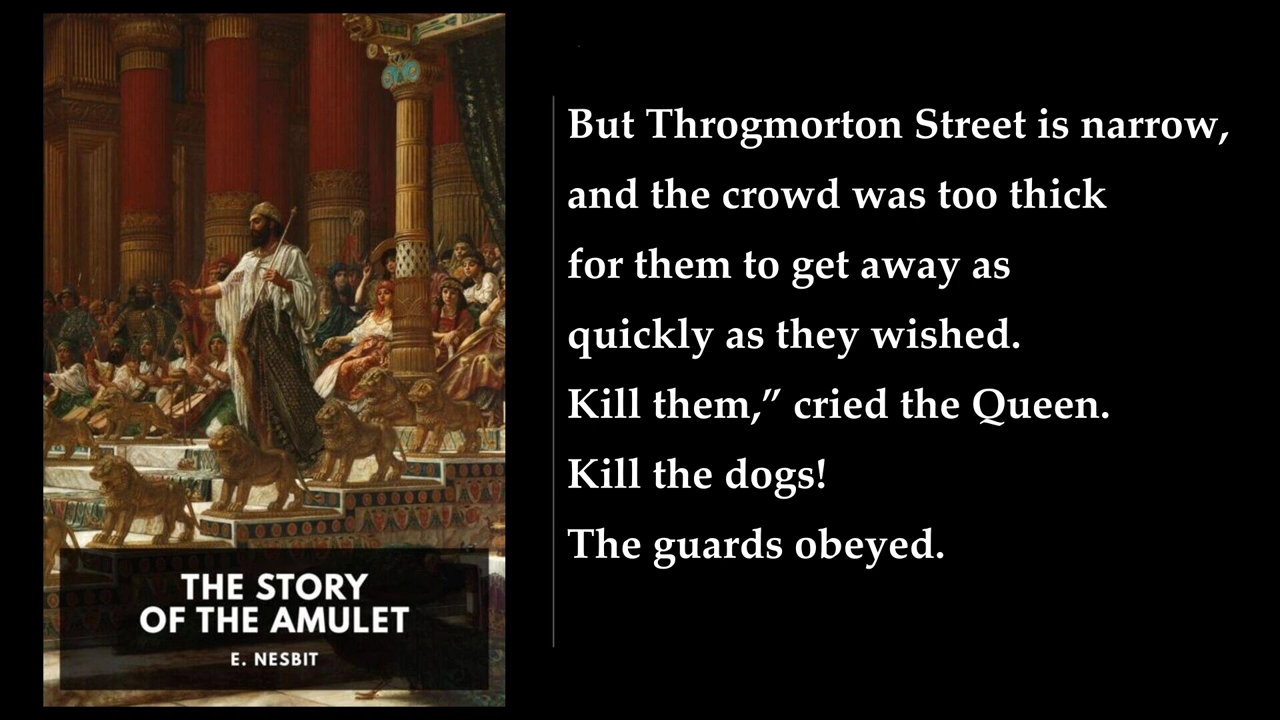 THE STORY
OF THE AMULET
E. NESBIT
But Throgmorton Street is narrow,
and the crowd was too thick
for them to get away as
quickly as they wished.
Kill them,” cried the Queen.
Kill the dogs!
The guards obeyed.